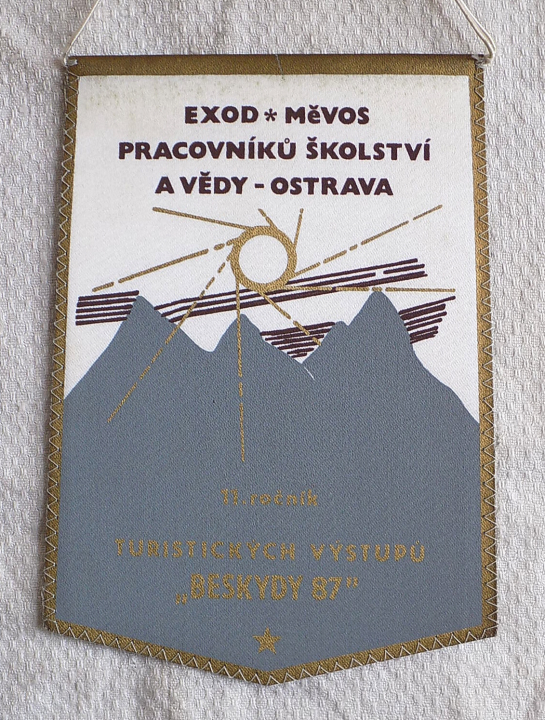 EXOD * MěVOS
PRACOVNÍKŮ ŠKOLSTVÍ
A VĚDY - OSTRAVA
11. ročník
TURISTICKÝCH VÝSTUPŮ
„BESKYDY 87"